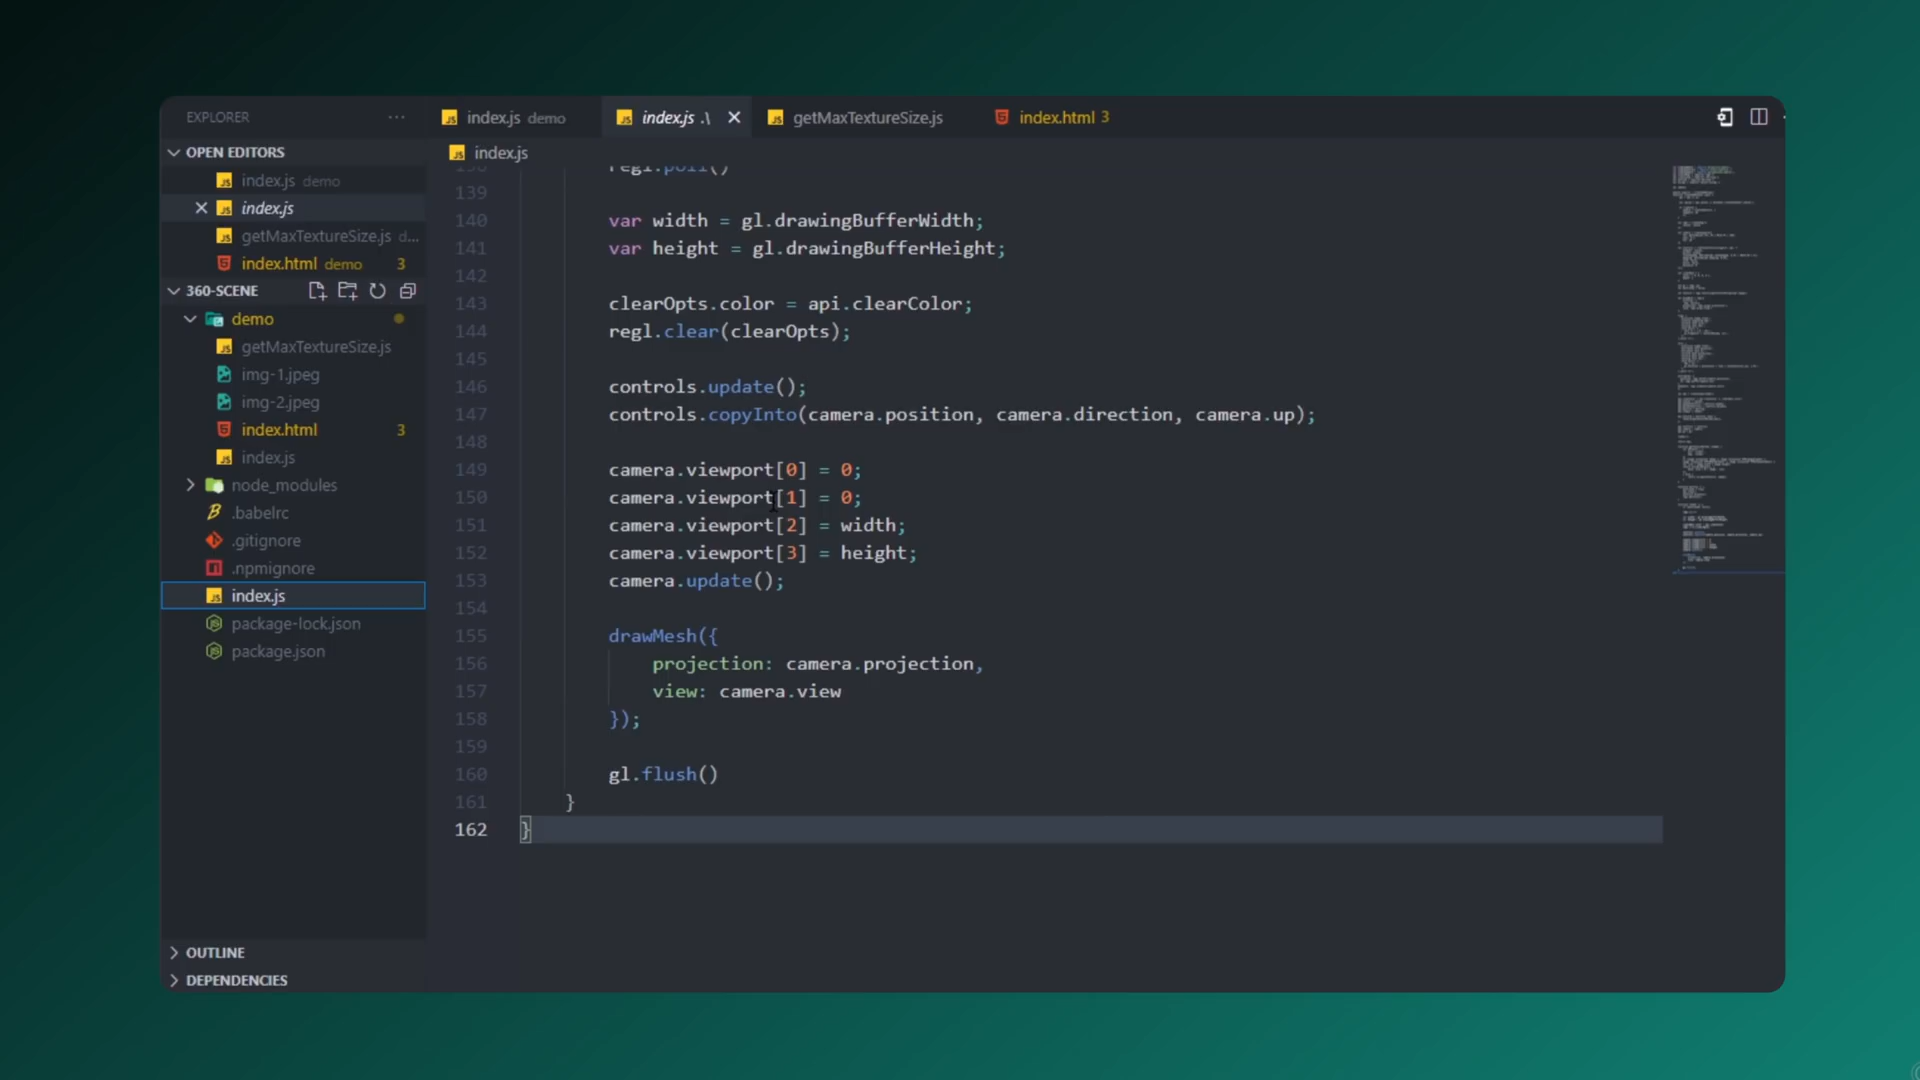 EXPLORER ...
index.js demo
index.js .\
getMaxTextureSize.js
index.html 3
OPEN EDITORS
index.js demo
index.js
getMaxTextureSize.js d...
index.html demo 3
360-SCENE
demo
getMaxTextureSize.js
img-1.jpeg
img-2.jpeg
index.html 3
index.js
node_modules
.babelrc
.gitignore
.npmignore
index.js
package-lock.json
package.json
OUTLINE
DEPENDENCIES
index.js
138 regl.poll()
139
140 var width = gl.drawingBufferWidth;
141 var height = gl.drawingBufferHeight;
142
143 clearOpts.color = api.clearColor;
144 regl.clear(clearOpts);
145
146 controls.update();
147 controls.copyInto(camera.position, camera.direction, camera.up);
148
149 camera.viewport[0] = 0;
150 camera.viewport[1] = 0;
151 camera.viewport[2] = width;
152 camera.viewport[3] = height;
153 camera.update();
154
155 drawMesh({
156 projection: camera.projection,
157 view: camera.view
158 });
159
160 gl.flush()
161 }
162 }